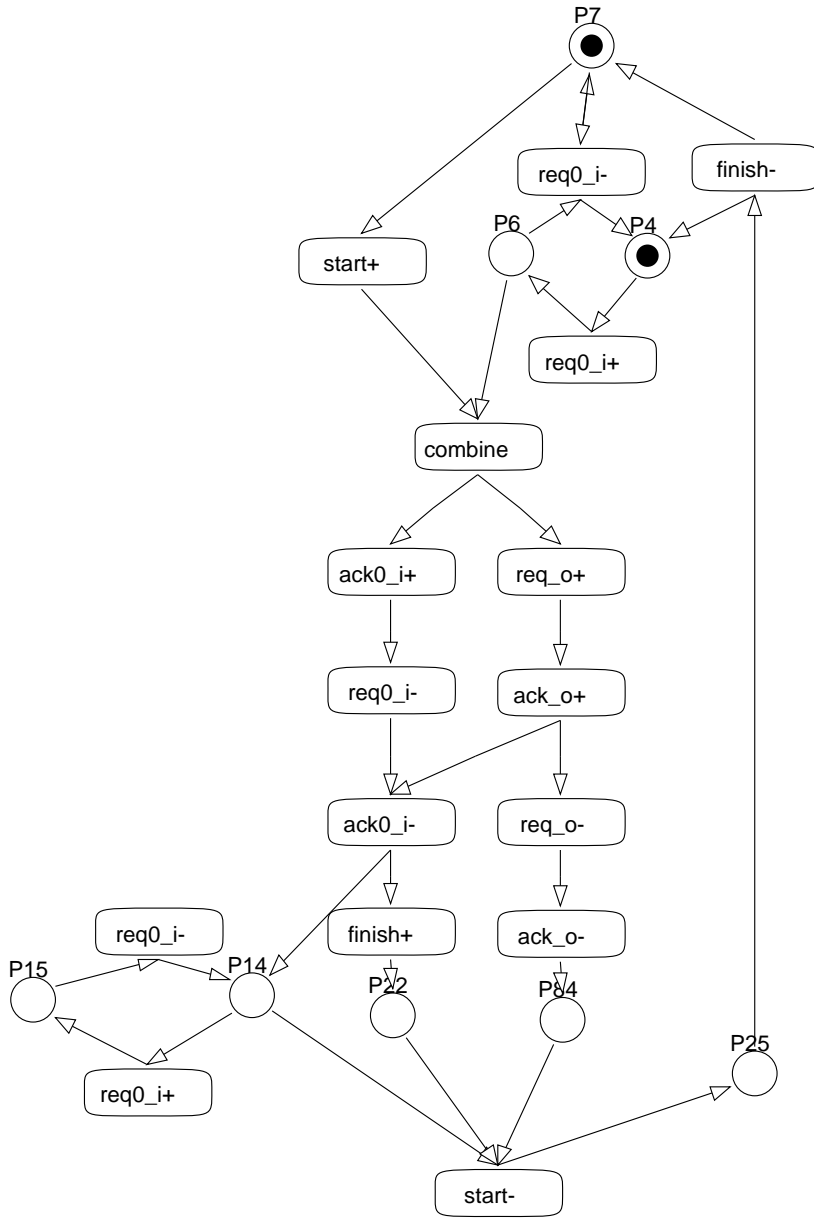 P7
req0_i-
finish-
P6
P4
start+
req0_i+
combine
ack0_i+
req_o+
req0_i-
ack_o+
ack0_i-
req_o-
req0_i-
finish+
ack_o-
P15
P14
P22
P84
P25
req0_i+
start-